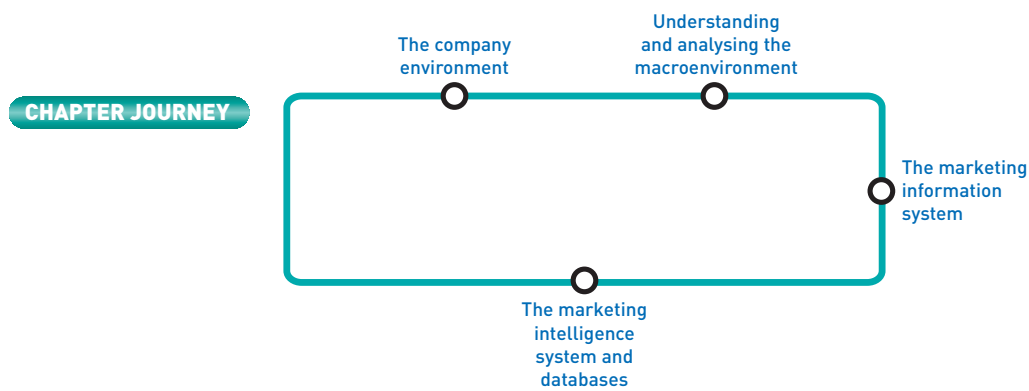 CHAPTER JOURNEY
The company
environment
Understanding
and analysing the
macroenvironment
The marketing
information
system
The marketing
intelligence
system and
databases